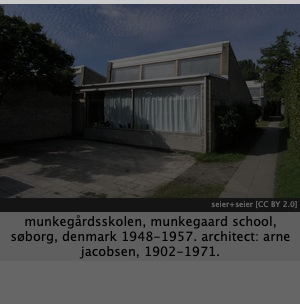 seier+seier [CC BY 2.0]
munkegårdsskolen, munkegaard school,
søborg, denmark 1948-1957. architect: arne
jacobsen, 1902-1971.